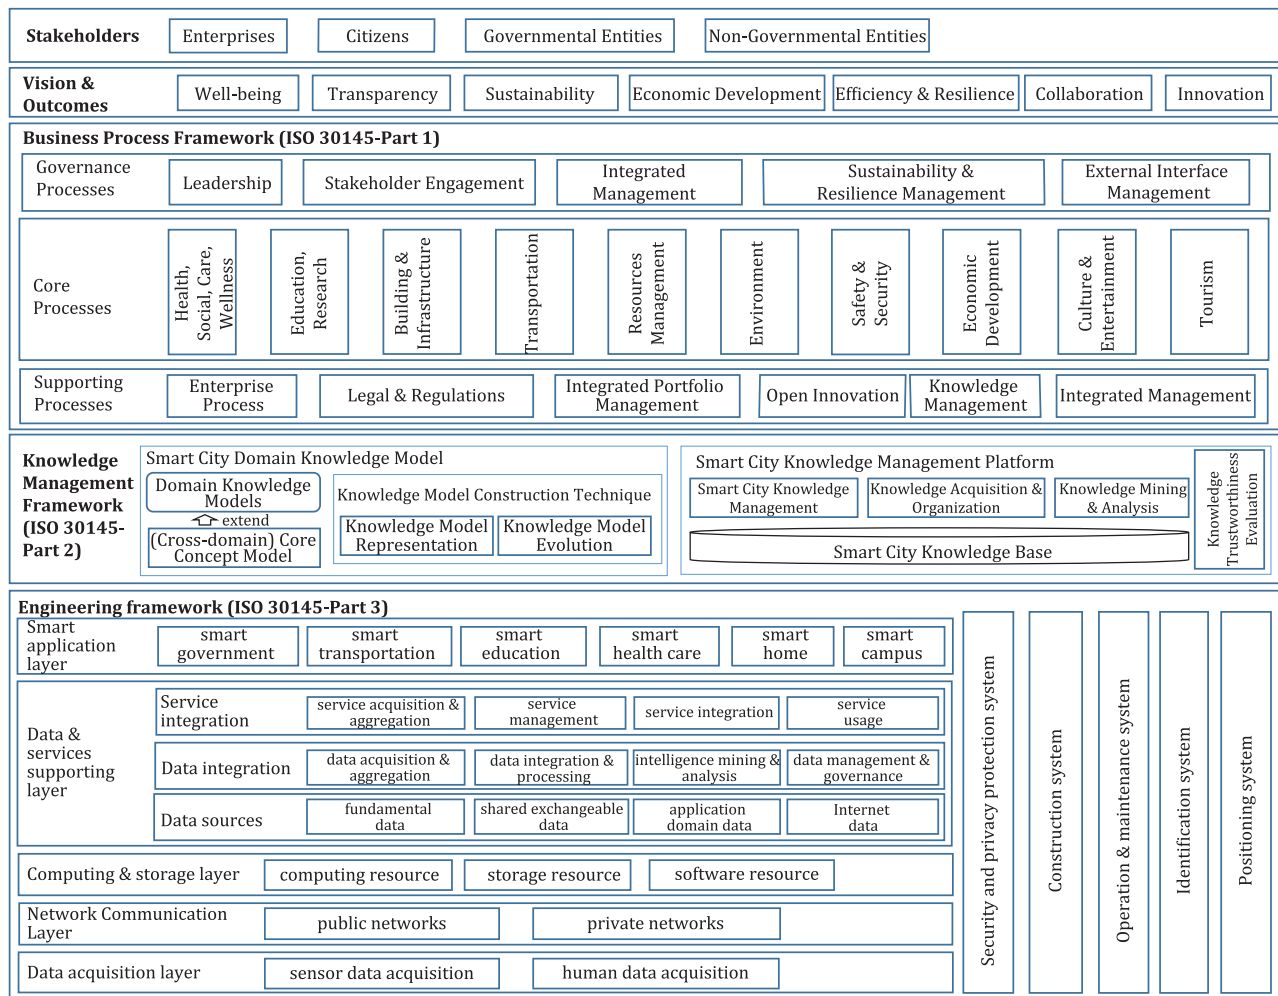 Stakeholders
Enterprises
Citizens
Governmental Entities
Non-Governmental Entities
Vision &
Outcomes
Well-being
Transparency
Sustainability
Economic Development
Efficiency & Resilience
Collaboration
Innovation
Business Process Framework (ISO 30145-Part 1)
Governance
Processes
Leadership
Stakeholder Engagement
Integrated
Management
Sustainability &
Resilience Management
External Interface
Management
Core
Processes
Health,
Social, Care,
Wellness
Education,
Research
Building &
Infrastructure
Transportation
Resources
Management
Environment
Safety &
Security
Economic
Development
Culture &
Entertainment
Tourism
Supporting
Processes
Enterprise
Process
Legal & Regulations
Integrated Portfolio
Management
Open Innovation
Knowledge
Management
Integrated Management
Knowledge
Management
Framework
(ISO 30145-
Part 2)
Smart City Domain Knowledge Model
Domain Knowledge
Models
extend
(Cross-domain) Core
Concept Model
Knowledge Model Construction Technique
Knowledge Model
Representation
Knowledge Model
Evolution
Smart City Knowledge Management Platform
Smart City Knowledge
Management
Knowledge Acquisition &
Organization
Knowledge Mining
& Analysis
Smart City Knowledge Base
Knowledge
Trustworthiness
Evaluation
Engineering framework (ISO 30145-Part 3)
Smart
application
layer
smart
government
smart
transportation
smart
education
smart
health care
smart
home
smart
campus
Data &
services
supporting
layer
Service
integration
service acquisition &
aggregation
service
management
service integration
service
usage
Data integration
data acquisition &
aggregation
data integration &
processing
intelligence mining &
analysis
data management &
governance
Data sources
fundamental
data
shared exchangeable
data
application
domain data
Internet
data
Computing & storage layer
computing resource
storage resource
software resource
Network Communication
Layer
public networks
private networks
Data acquisition layer
sensor data acquisition
human data acquisition
Security and privacy protection system
Construction system
Operation & maintenance system
Identification system
Positioning system